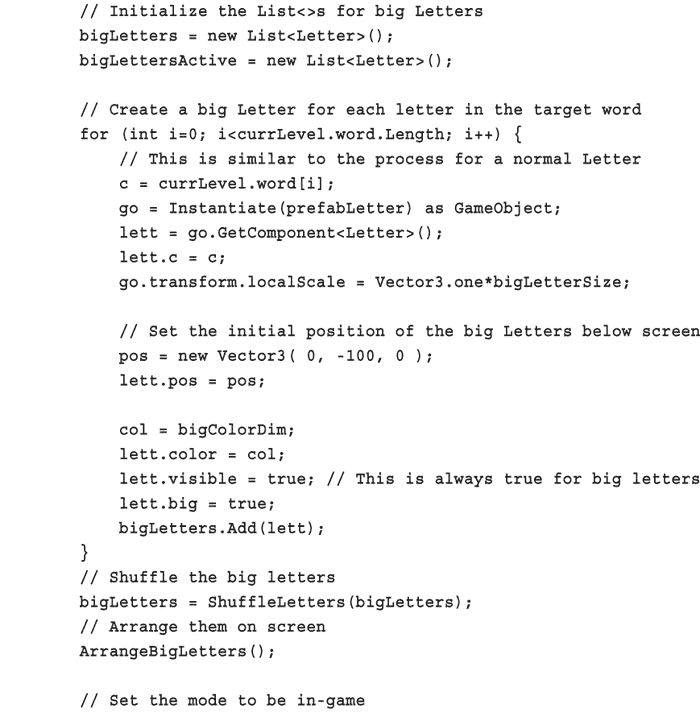 // Initialize the List<>s for big Letters
bigLetters = new List<Letter>();
bigLettersActive = new List<Letter>();

// Create a big Letter for each letter in the target word
for (int i=0; i<currLevel.word.Length; i++) {
    // This is similar to the process for a normal Letter
    c = currLevel.word[i];
    go = Instantiate(prefabLetter) as GameObject;
    lett = go.GetComponent<Letter>();
    lett.c = c;
    go.transform.localScale = Vector3.one*bigLetterSize;

    // Set the initial position of the big Letters below screen
    pos = new Vector3( 0, -100, 0 );
    lett.pos = pos;

    col = bigColorDim;
    lett.color = col;
    lett.visible = true; // This is always true for big letters
    lett.big = true;
    bigLetters.Add(lett);
}
// Shuffle the big letters
bigLetters = ShuffleLetters(bigLetters);
// Arrange them on screen
ArrangeBigLetters();

// Set the mode to be in-game